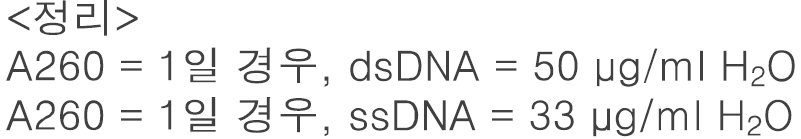 <정리>
A260 = 1일 경우, dsDNA = 50 μg/ml H₂O
A260 = 1일 경우, ssDNA = 33 μg/ml H₂O